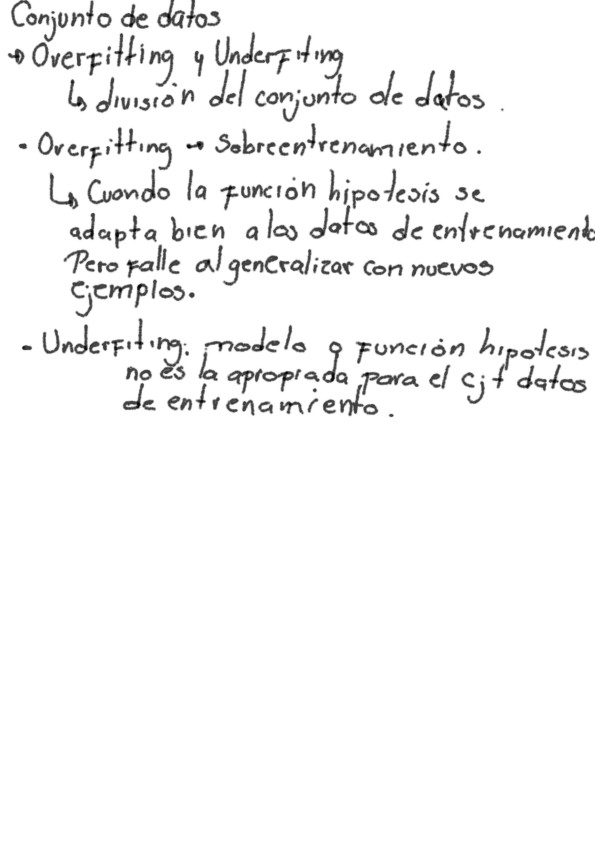 Conjunto de datos
→ Overfitting y Underfiting
↳ división del conjunto de datos.
- Overfitting → Sobreentrenamiento.
↳ Cuando la función hipotesis se
adapta bien a los datos de entrenamiento
Pero falle al generalizar con nuevos
ejemplos.
- Underfiting: modelo o función hipotesis
no es la apropiada para el cjt datos
de entrenamiento.